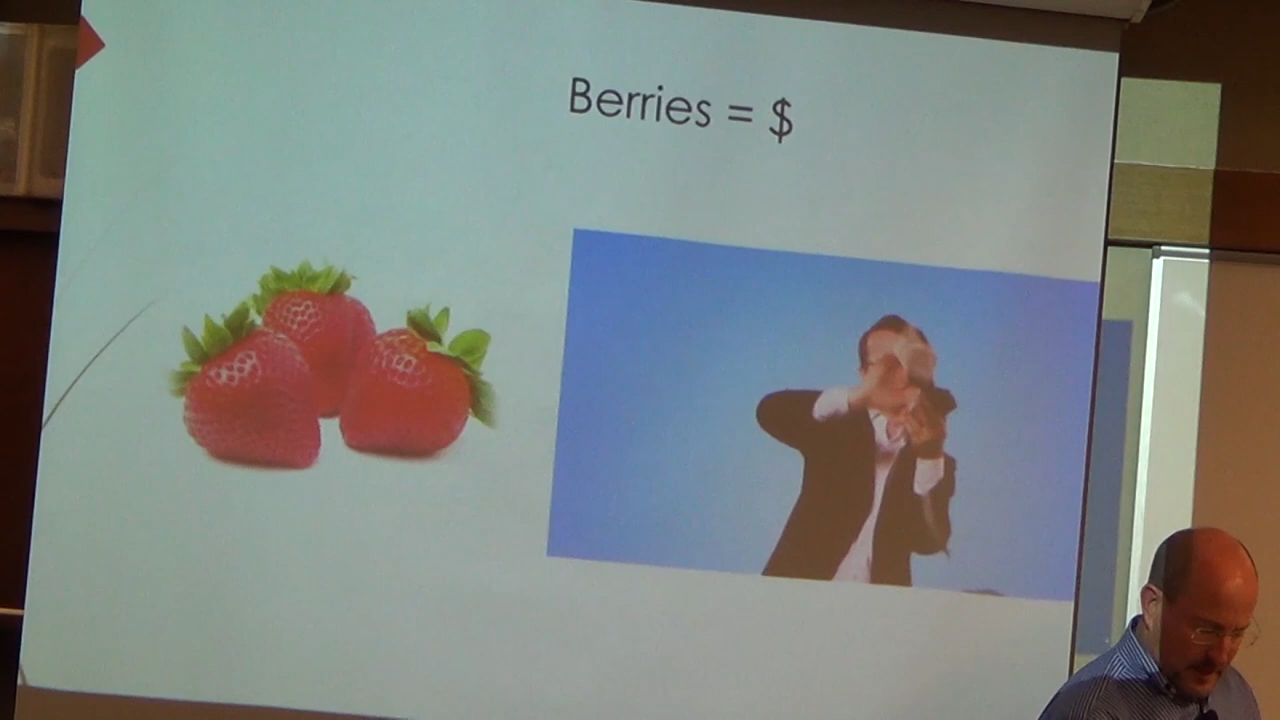 Berries = $